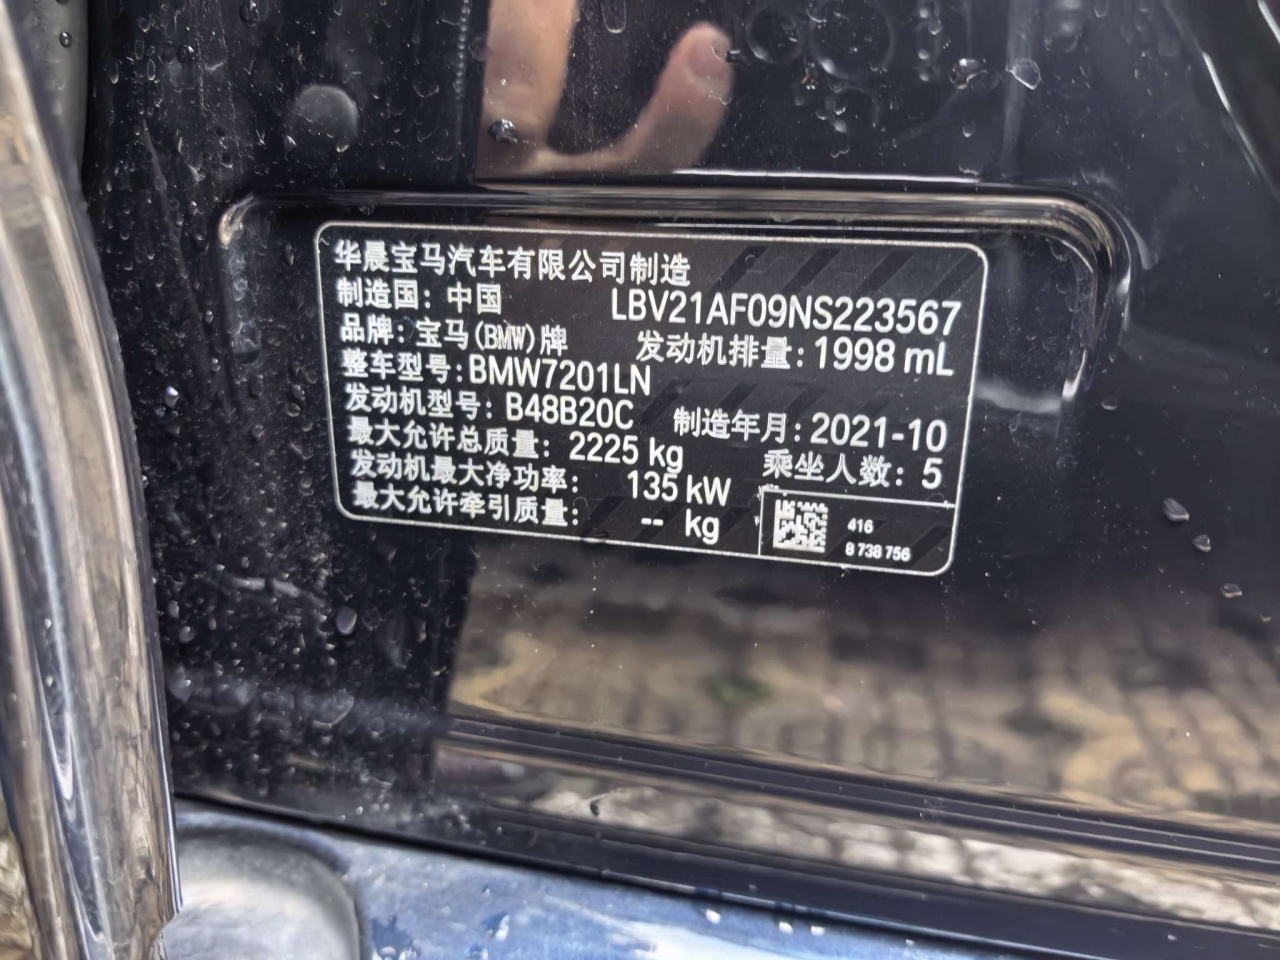 华晨宝马汽车有限公司制造
制造国：中国 LBV21AF09NS223567
品牌：宝马(BMW)牌 发动机排量：1998 mL
整车型号：BMW7201LN
发动机型号：B48B20C 制造年月：2021-10
最大允许总质量：2225 kg 乘坐人数：5
发动机最大净功率：135 kW
最大允许牵引质量：-- kg
416
8 738 756